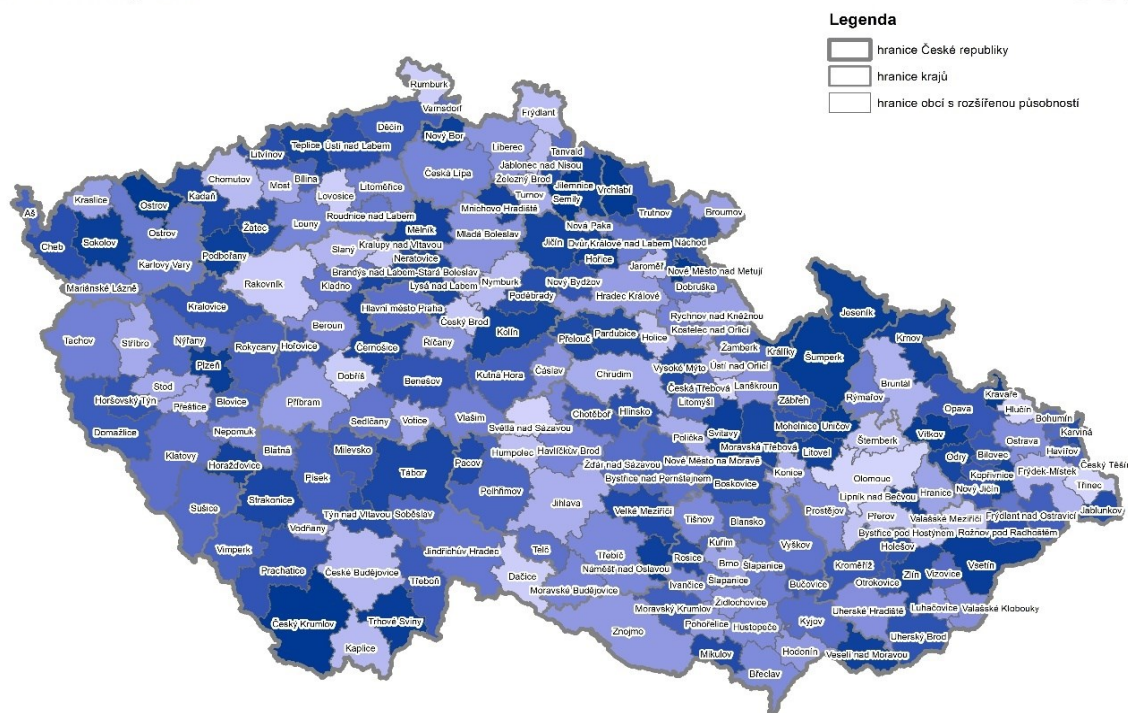 Legenda
hranice České republiky
hranice krajů
hranice obcí s rozšířenou působností
Rumburk
Varnsdorf
Frýdlant
Děčín
Nový Bor
Teplice
Ústí nad Labem
Litvínov
Liberec
Tanvald
Jablonec nad Nisou
Železný Brod
Česká Lípa
Bílina
Chomutov
Most
Lovosice
Litoměřice
Turnov
Jilemnice
Vrchlabí
Semily
Kadaň
Kraslice
Ostrov
Aš
Roudnice nad Labem
Mnichovo Hradiště
Trutnov
Broumov
Louny
Žatec
Mělník
Nová Paka
Cheb
Sokolov
Ostrov
Mladá Boleslav
Jičín
Dvůr Králové nad Labem
Náchod
Slaný
Kralupy nad Vltavou
Neratovice
Hořice
Podbořany
Karlovy Vary
Jaroměř
Nové Město nad Metují
Brandýs nad Labem-Stará Boleslav
Rakovník
Kladno
Lysá nad Labem
Nymburk
Nový Bydžov
Dobruška
Mariánské Lázně
Poděbrady
Hradec Králové
Kralovice
Hlavní město Praha
Rychnov nad Kněžnou
Český Brod
Beroun
Kolín
Kostelec nad Orlicí
Jeseník
Tachov
Stříbro
Nýřany
Rokycany
Hořovice
Černošice
Říčany
Přelouč
Pardubice
Holice
Žamberk
Králíky
Šumperk
Krnov
Plzeň
Vysoké Mýto
Ústí nad Orlicí
Dobříš
Benešov
Kutná Hora
Čáslav
Chrudim
Česká Třebová
Lanškroun
Bruntál
Stod
Horšovský Týn
Přeštice
Blovice
Příbram
Litomyšl
Zábřeh
Rýmařov
Kravaře
Hlučín
Opava
Bohumín
Sedlčany
Votice
Vlašim
Světlá nad Sázavou
Chotěboř
Hlinsko
Svitavy
Mohelnice
Uničov
Karviná
Domažlice
Nepomuk
Polička
Moravská Třebová
Šternberk
Vítkov
Ostrava
Havířov
Klatovy
Blatná
Milevsko
Humpolec
Havlíčkův Brod
Litovel
Odry
Bílovec
Český Těšín
Horažďovice
Písek
Tábor
Pacov
Žďár nad Sázavou
Nové Město na Moravě
Konice
Kopřivnice
Frýdek-Místek
Třinec
Strakonice
Pelhřimov
Bystřice nad Pernštejnem
Boskovice
Olomouc
Hranice
Nový Jičín
Sušice
Jihlava
Lipník nad Bečvou
Jablunkov
Týn nad Vltavou
Soběslav
Velké Meziříčí
Prostějov
Přerov
Valašské Meziříčí
Frýdlant nad Ostravicí
Vodňany
Tišnov
Blansko
Bystřice pod Hostýnem
Rožnov pod Radhoštěm
Vimperk
Jindřichův Hradec
Telč
Třebíč
Kuřim
Vyškov
Holešov
Prachatice
České Budějovice
Třeboň
Náměšť nad Oslavou
Rosice
Brno
Šlapanice
Kroměříž
Zlín
Vizovice
Vsetín
Dačice
Moravské Budějovice
Ivančice
Šlapanice
Bučovice
Otrokovice
Český Krumlov
Trhové Sviny
Moravský Krumlov
Židlochovice
Uherské Hradiště
Luhačovice
Valašské Klobouky
Pohořelice
Hustopeče
Kyjov
Kaplice
Znojmo
Uherský Brod
Mikulov
Hodonín
Veselí nad Moravou
Břeclav